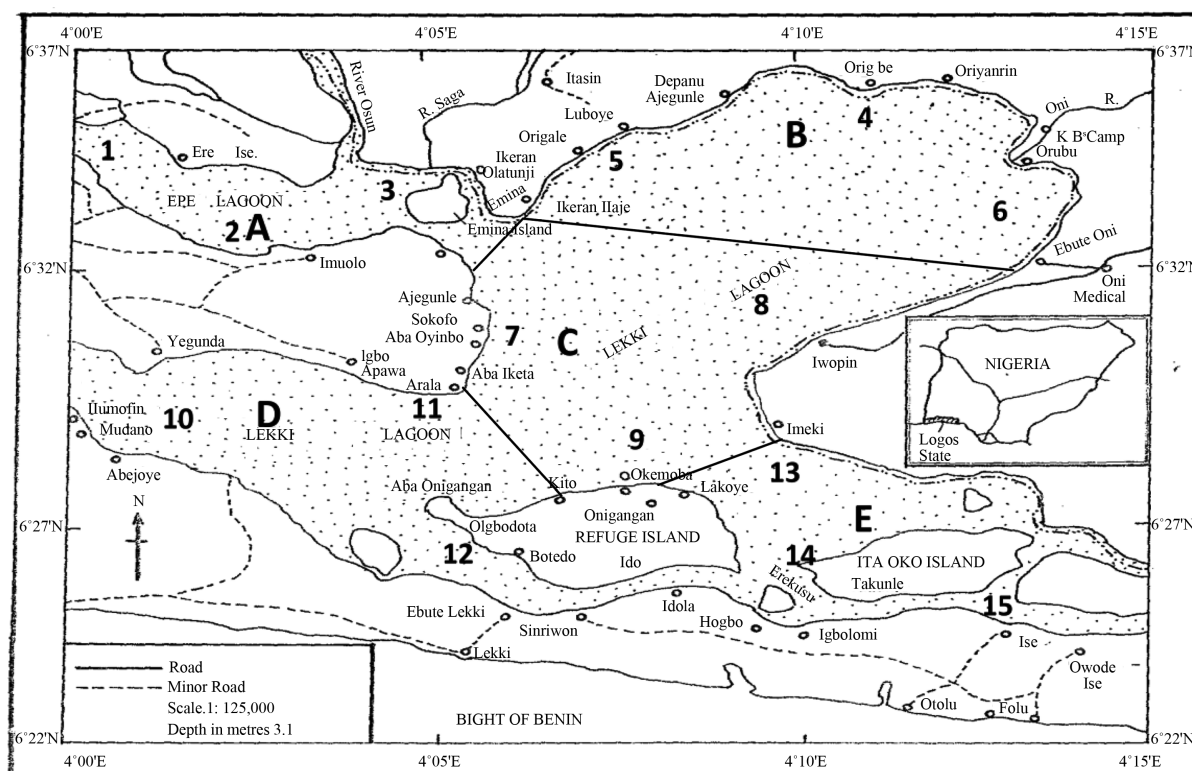 4°00'E
4°05'E
4°10'E
4°15'E
6°37'N
6°37'N
River Osun
R. Saga
Itasin
Luboye
Depanu
Ajegunle
Orig be
Oriyanrin
B
4
Oni
R.
K B'Camp
Orubu
1
Ere
Ise.
Origale
5
Ikeran
Olatunji
3
Emina
Ikeran IIaje
6
EPE
LAGOON
2
A
Emina Island
Imuolo
Ebute Oni
6°32'N
6°32'N
Oni
Medical
Ajegunle
Sokofo
Aba Oyinbo
7
C
LEKKI
LAGOON
8
Iwopin
NIGERIA
Logos
State
Yegunda
lgbo
Apawa
Aba Iketa
Arala
11
IIumofin
Mudano
10
D
LEKKI
LAGOON
Abejoye
9
Imeki
13
Okemoba
Kito
Lakoye
Aba Onigangan
Onigangan
N
6°27'N
6°27'N
Olgbodota
REFUGE ISLAND
E
12
Botedo
Ido
14
ITA OKO ISLAND
Takunle
Erekusu
15
Ebute Lekki
Sinriwon
Idola
Hogbo
Igbolomi
Ise
Lekki
Owode
Ise
Otolu
Folu
Road
Minor Road
Scale.1: 125,000
Depth in metres 3.1
BIGHT OF BENIN
6°22'N
6°22'N
4°00'E
4°05'E
4°10'E
4°15'E